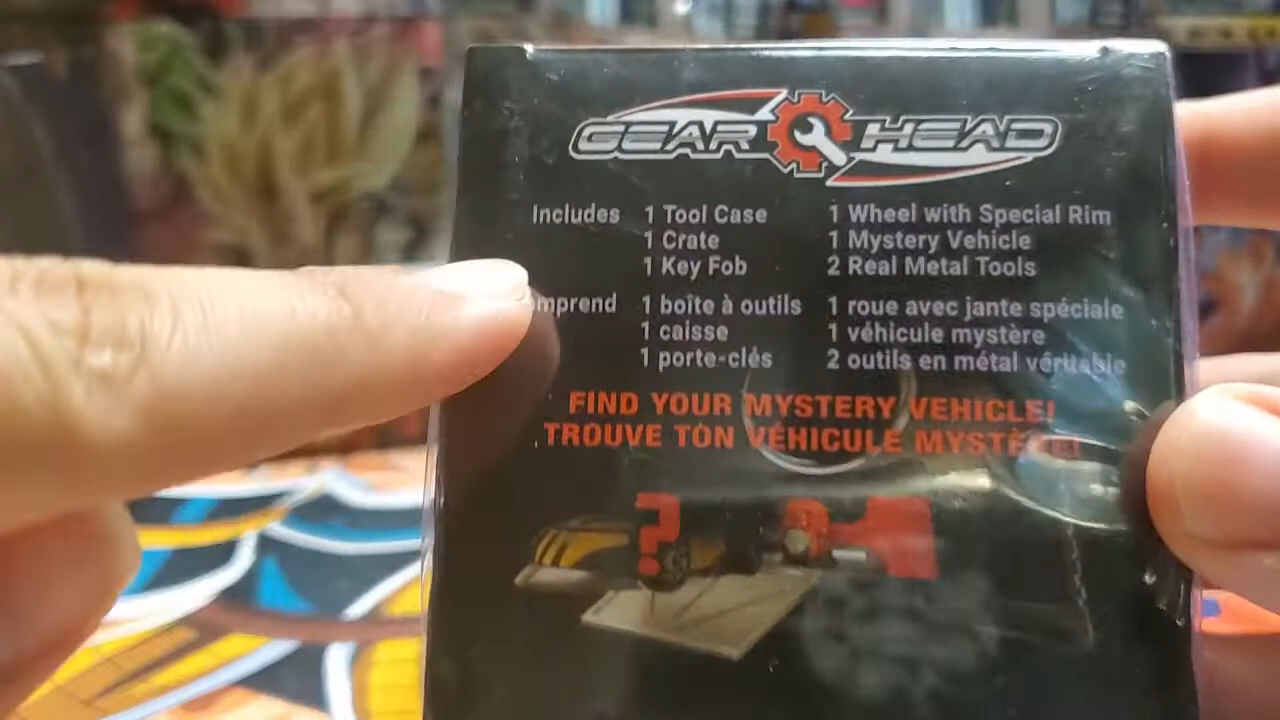 GEAR HEAD
Includes 1 Tool Case 1 Wheel with Special Rim
1 Crate 1 Mystery Vehicle
1 Key Fob 2 Real Metal Tools
mprend 1 boîte à outils 1 roue avec jante spéciale
1 caisse 1 véhicule mystère
1 porte-clés 2 outils en métal véritable
FIND YOUR MYSTERY VEHICLE!
TROUVE TON VÉHICULE MYSTÈRE!
?